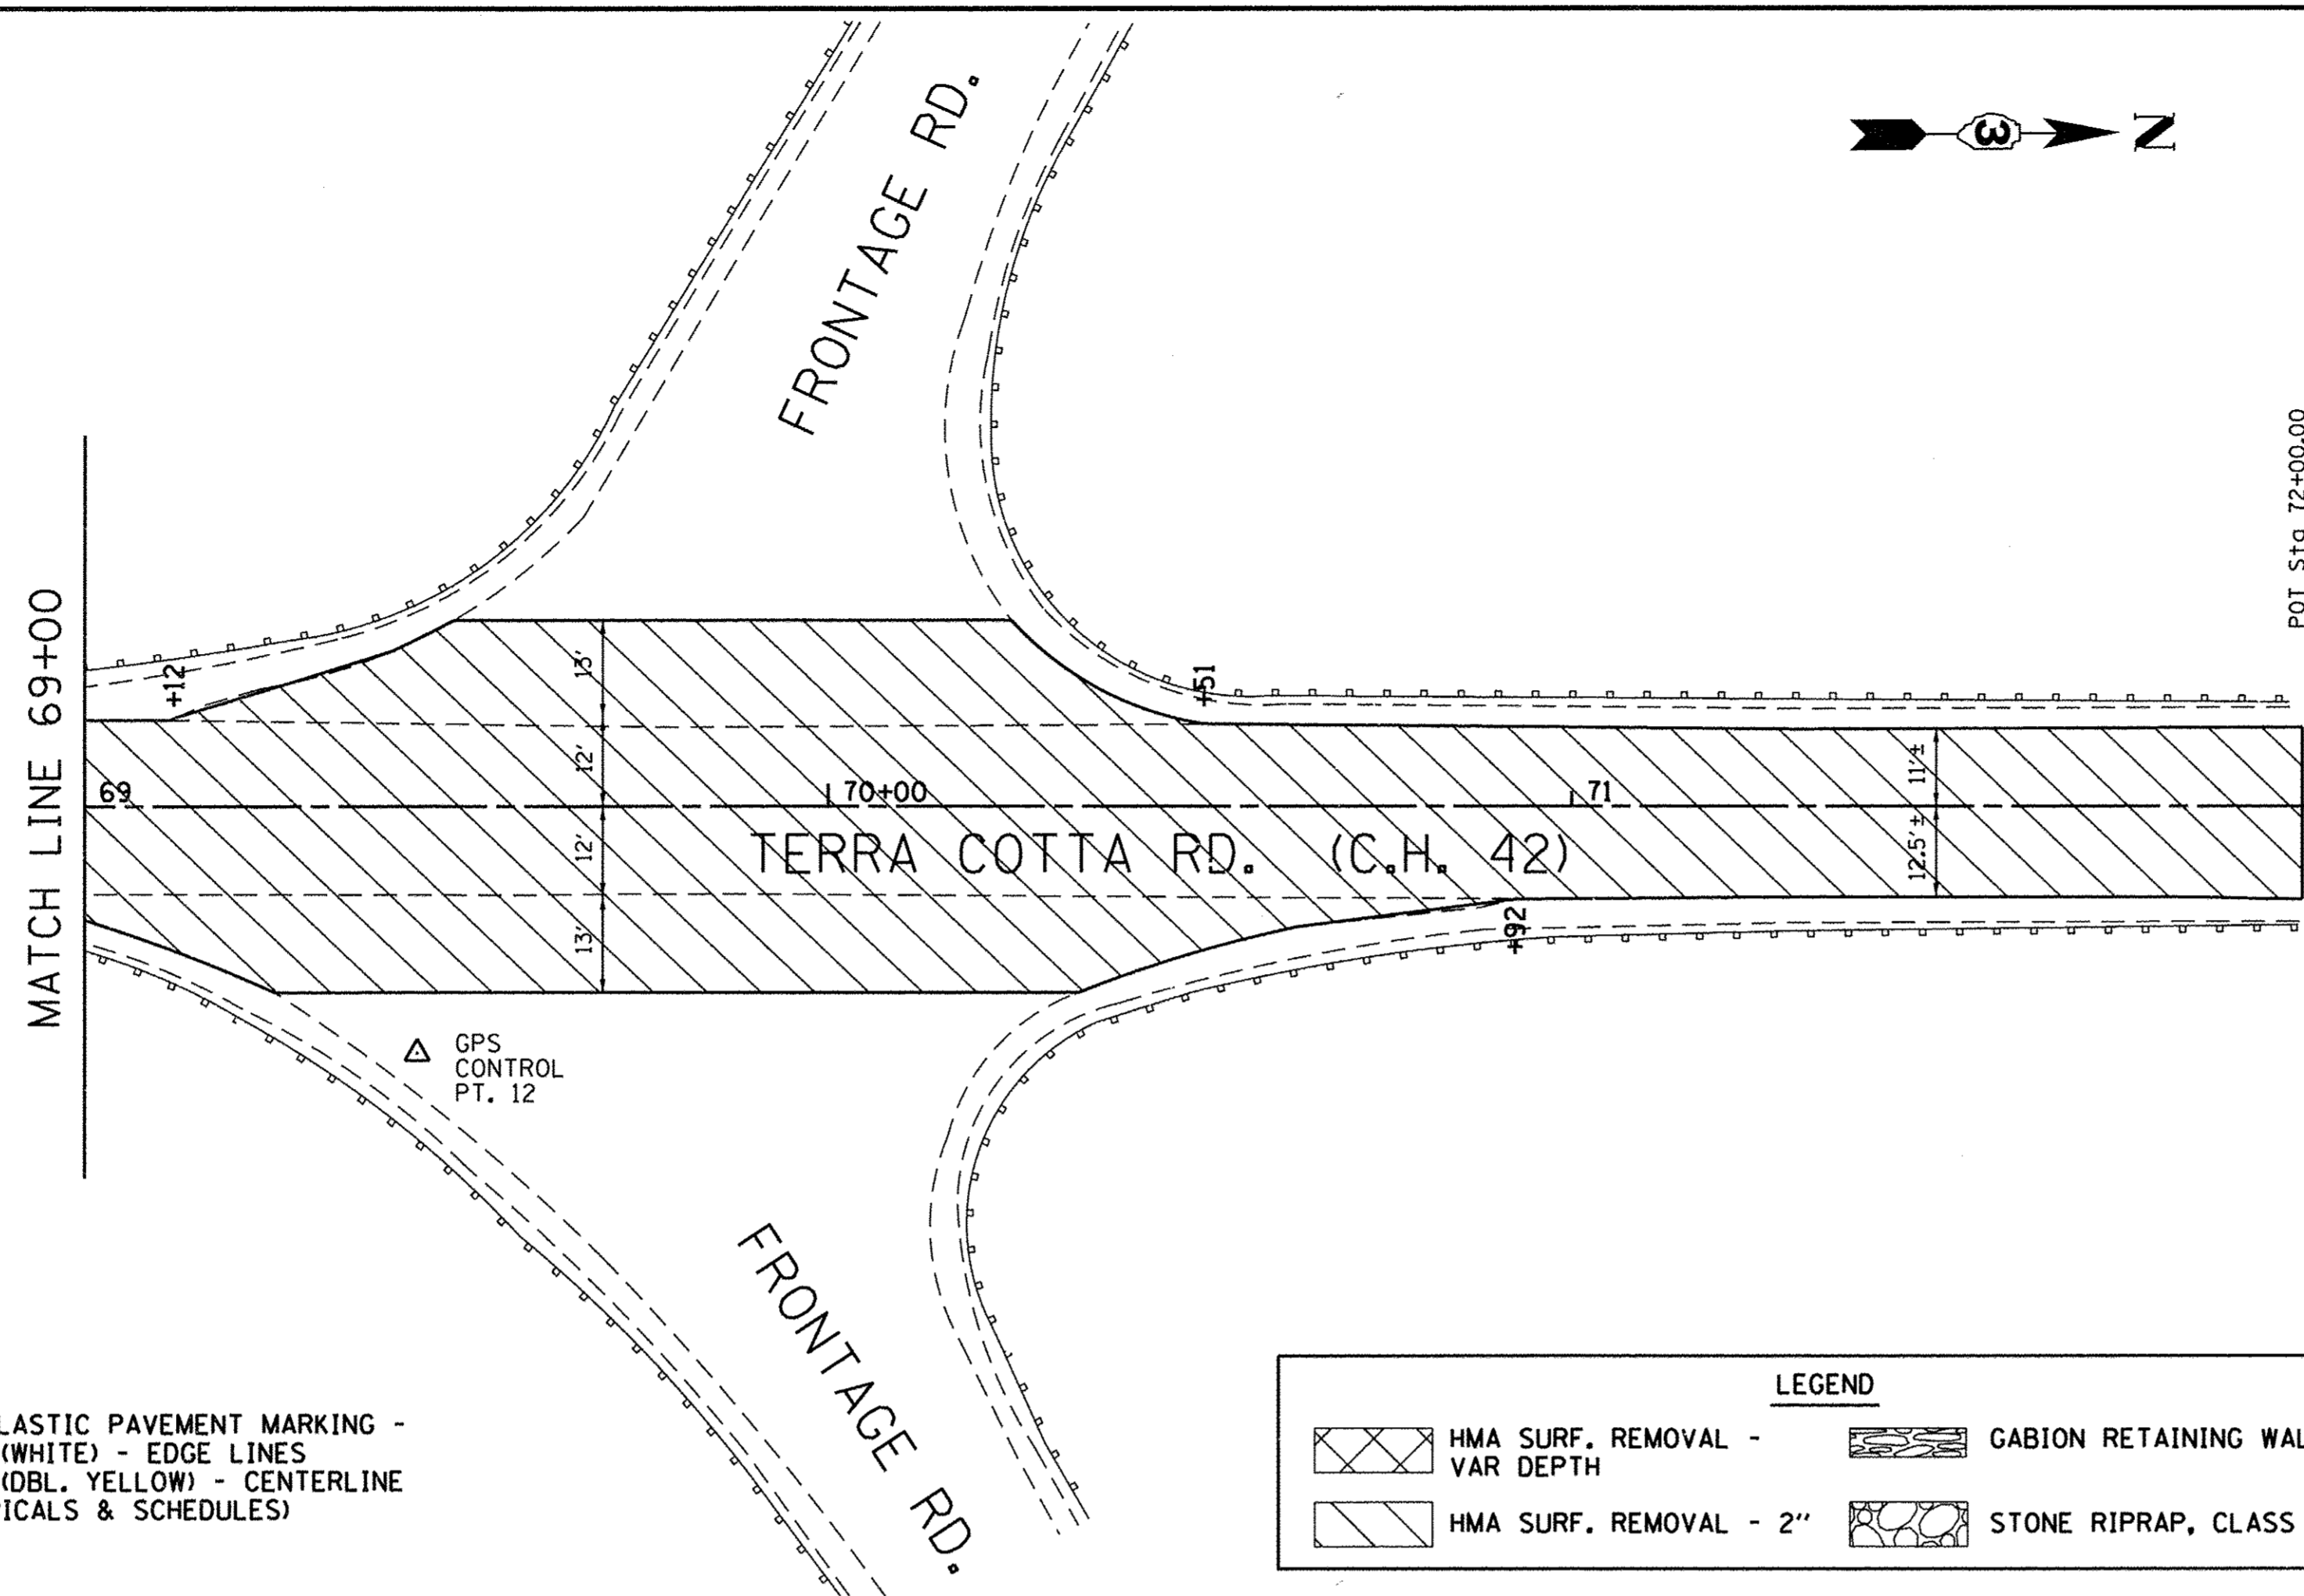 FRONTAGE RD.
3
N
POT Sta 72+00.00
MATCH LINE 69+00
+12
+51
13'
12'
11'±
69
70+00
71
TERRA COTTA RD. (C.H. 42)
12'
12.5'±
13'
+92
GPS
CONTROL
PT. 12
FRONTAGE RD.
LASTIC PAVEMENT MARKING -
(WHITE) - EDGE LINES
(DBL. YELLOW) - CENTERLINE
ICALS & SCHEDULES)
LEGEND
HMA SURF. REMOVAL -
VAR DEPTH
GABION RETAINING WAL
HMA SURF. REMOVAL - 2"
STONE RIPRAP, CLASS